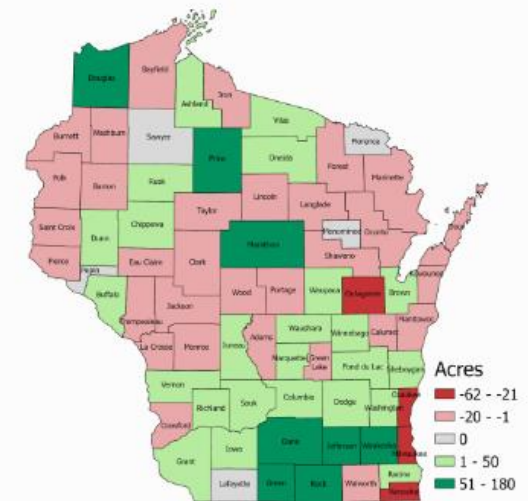 Douglas
Bayfield
Iron
Ashland
Vilas
Burnett
Washburn
Sawyer
Florence
Price
Oneida
Forest
Marinette
Polk
Barron
Rusk
Lincoln
Langlade
Taylor
Saint Croix
Dunn
Chippewa
Menominee
Oconto
Door
Marathon
Shawano
Pierce
Pepin
Eau Claire
Clark
Kewaunee
Buffalo
Wood
Portage
Waupaca
Outagamie
Brown
Trempealeau
Jackson
Manitowoc
Adams
Waushara
Winnebago
Calumet
La Crosse
Monroe
Juneau
Marquette
Green
Lake
Fond du Lac
Sheboygan
Acres
-62 - -21
-20 - -1
0
1 - 50
51 - 180
Vernon
Columbia
Dodge
Ozaukee
Washington
Richland
Sauk
Crawford
Dane
Jefferson
Waukesha
Milwaukee
Iowa
Grant
Racine
Lafayette
Green
Rock
Walworth
Kenosha